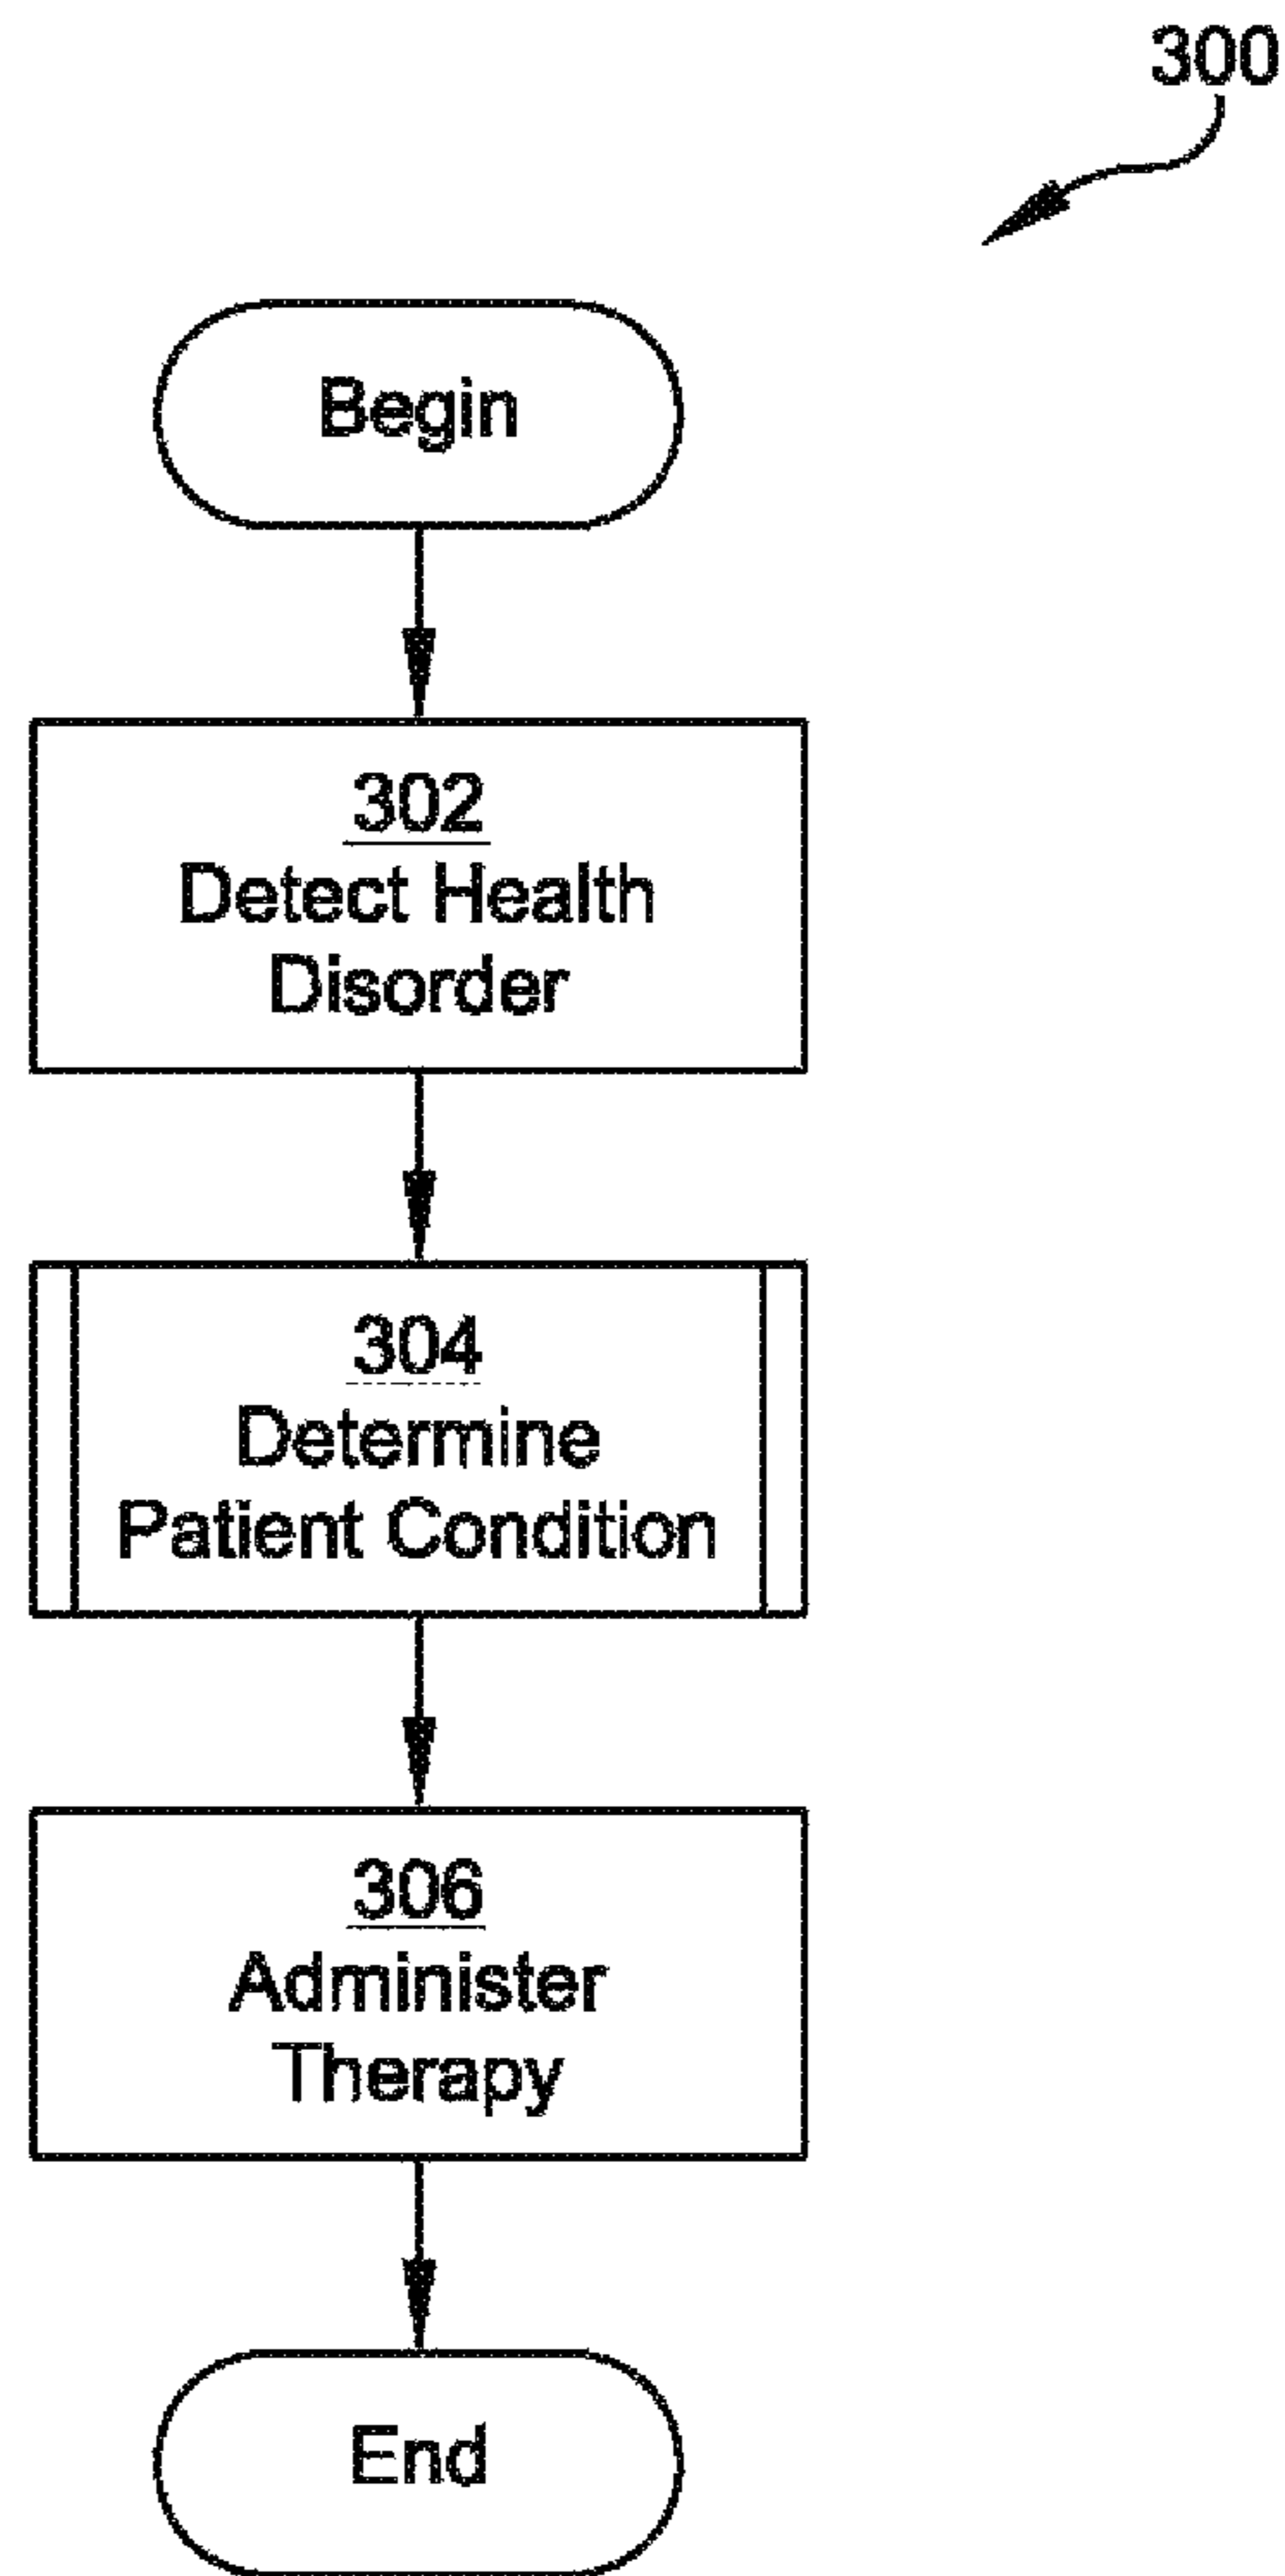 300
Begin
302
Detect Health
Disorder
304
Determine
Patient Condition
306
Administer
Therapy
End